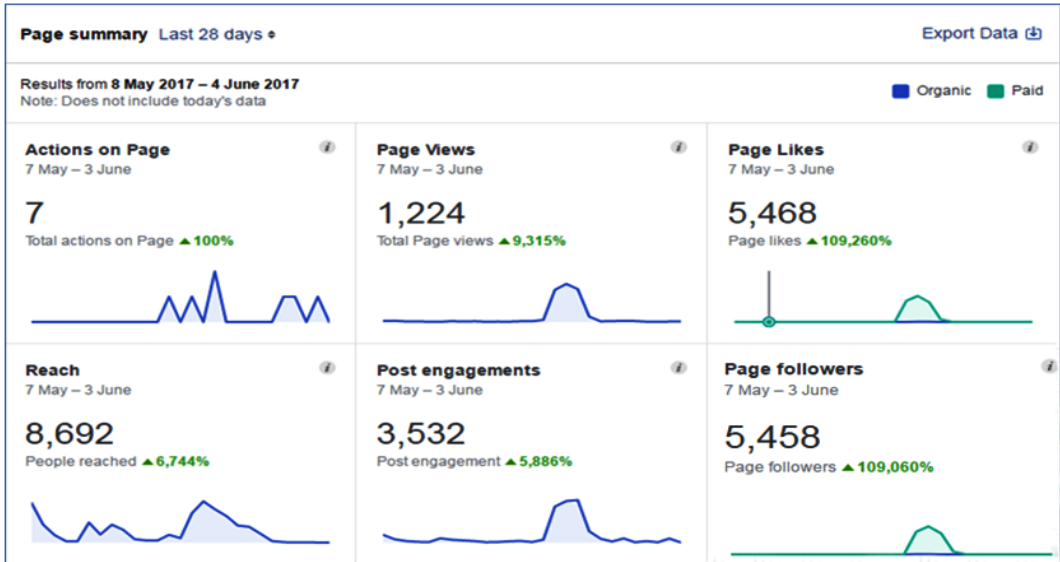 Page summary Last 28 days
Export Data
Results from 8 May 2017 – 4 June 2017
Note: Does not include today's data
Organic Paid
Actions on Page
7 May – 3 June
7
Total actions on Page ▲100%
Page Views
7 May – 3 June
1,224
Total Page views ▲9,315%
Page Likes
7 May – 3 June
5,468
Page likes ▲109,260%
Reach
7 May – 3 June
8,692
People reached ▲6,744%
Post engagements
7 May – 3 June
3,532
Post engagement ▲5,886%
Page followers
7 May – 3 June
5,458
Page followers ▲109,060%